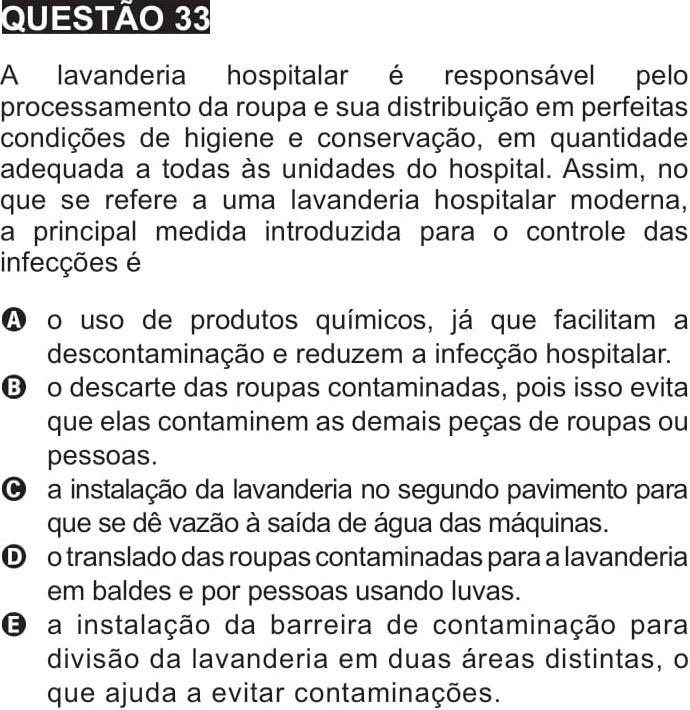 QUESTÃO 33
A lavanderia hospitalar é responsável pelo
processamento da roupa e sua distribuição em perfeitas
condições de higiene e conservação, em quantidade
adequada a todas às unidades do hospital. Assim, no
que se refere a uma lavanderia hospitalar moderna,
a principal medida introduzida para o controle das
infecções é
A o uso de produtos químicos, já que facilitam a
descontaminação e reduzem a infecção hospitalar.
B o descarte das roupas contaminadas, pois isso evita
que elas contaminem as demais peças de roupas ou
pessoas.
C a instalação da lavanderia no segundo pavimento para
que se dê vazão à saída de água das máquinas.
D o translado das roupas contaminadas para a lavanderia
em baldes e por pessoas usando luvas.
E a instalação da barreira de contaminação para
divisão da lavanderia em duas áreas distintas, o
que ajuda a evitar contaminações.